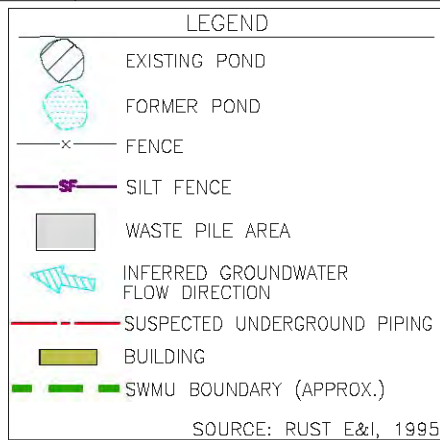 LEGEND
EXISTING POND
FORMER POND
x FENCE
SF SILT FENCE
WASTE PILE AREA
INFERRED GROUNDWATER
FLOW DIRECTION
SUSPECTED UNDERGROUND PIPING
BUILDING
SWMU BOUNDARY (APPROX.)
SOURCE: RUST E&I, 1995